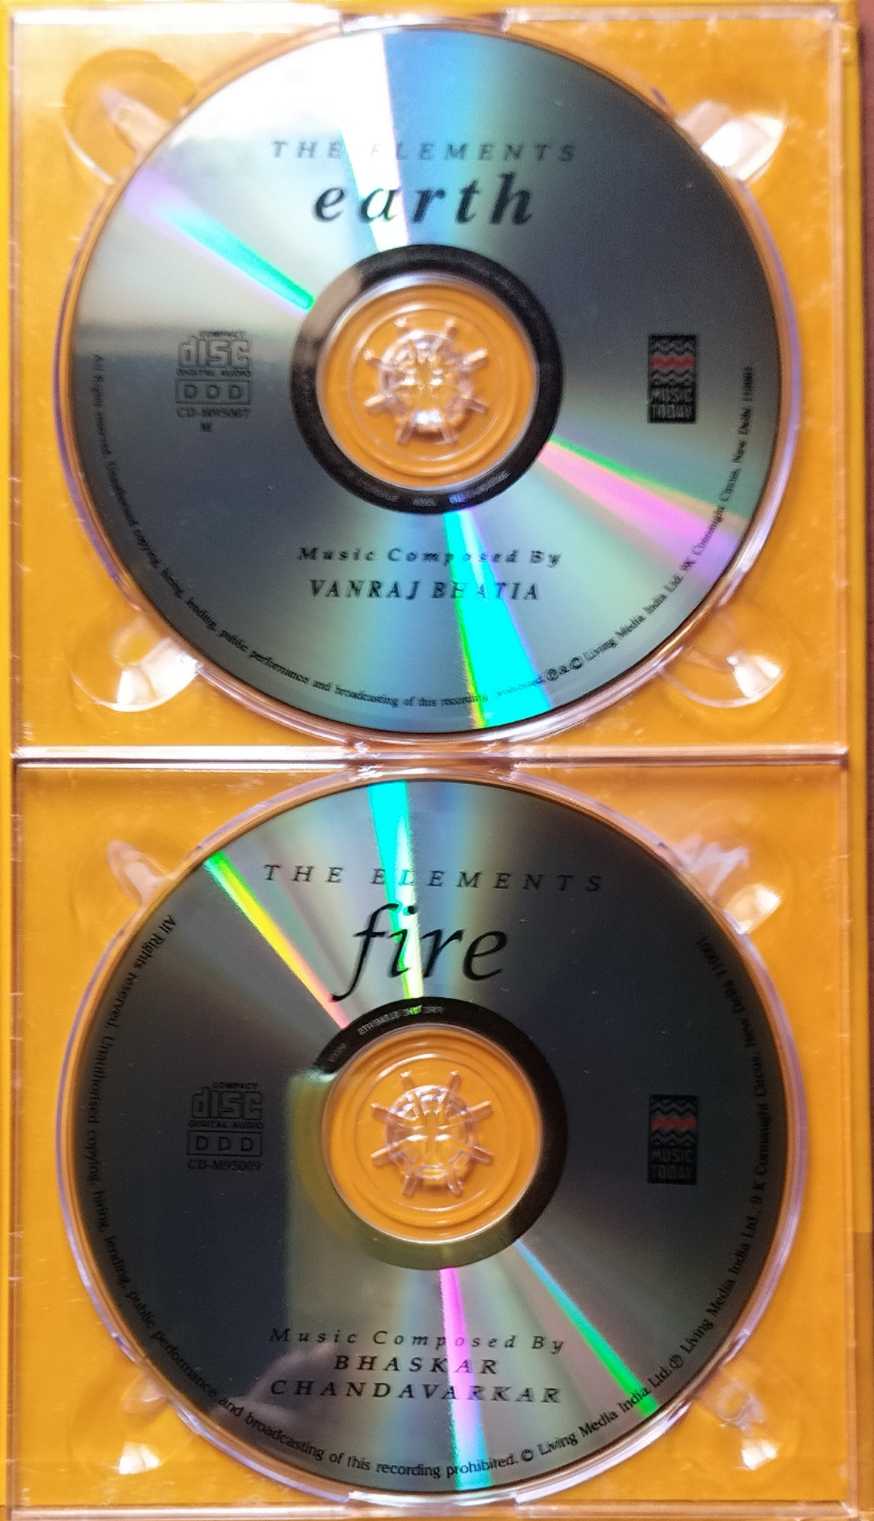 THE ELEMENTS
earth
COMPACT
disc
DIGITAL AUDIO
DDD
CD-M95007
MUSIC
TODAY
Music Composed By
VANRAJ BHATIA
All Rights reserved. Unauthorised copying, hiring, lending, public performance and broadcasting of this recording prohibited. ℗ & © Living Media India Ltd. 9K Connaught Circus, New Delhi 110001
THE ELEMENTS
fire
COMPACT
disc
DIGITAL AUDIO
DDD
CD-M95009
MUSIC
TODAY
Music Composed By
BHASKAR
CHANDAVARKAR
All Rights reserved. Unauthorised copying, hiring, lending, public performance and broadcasting of this recording prohibited. © Living Media India Ltd. ℗ Living Media India Ltd., 9 K Connaught Circus, New Delhi 110001